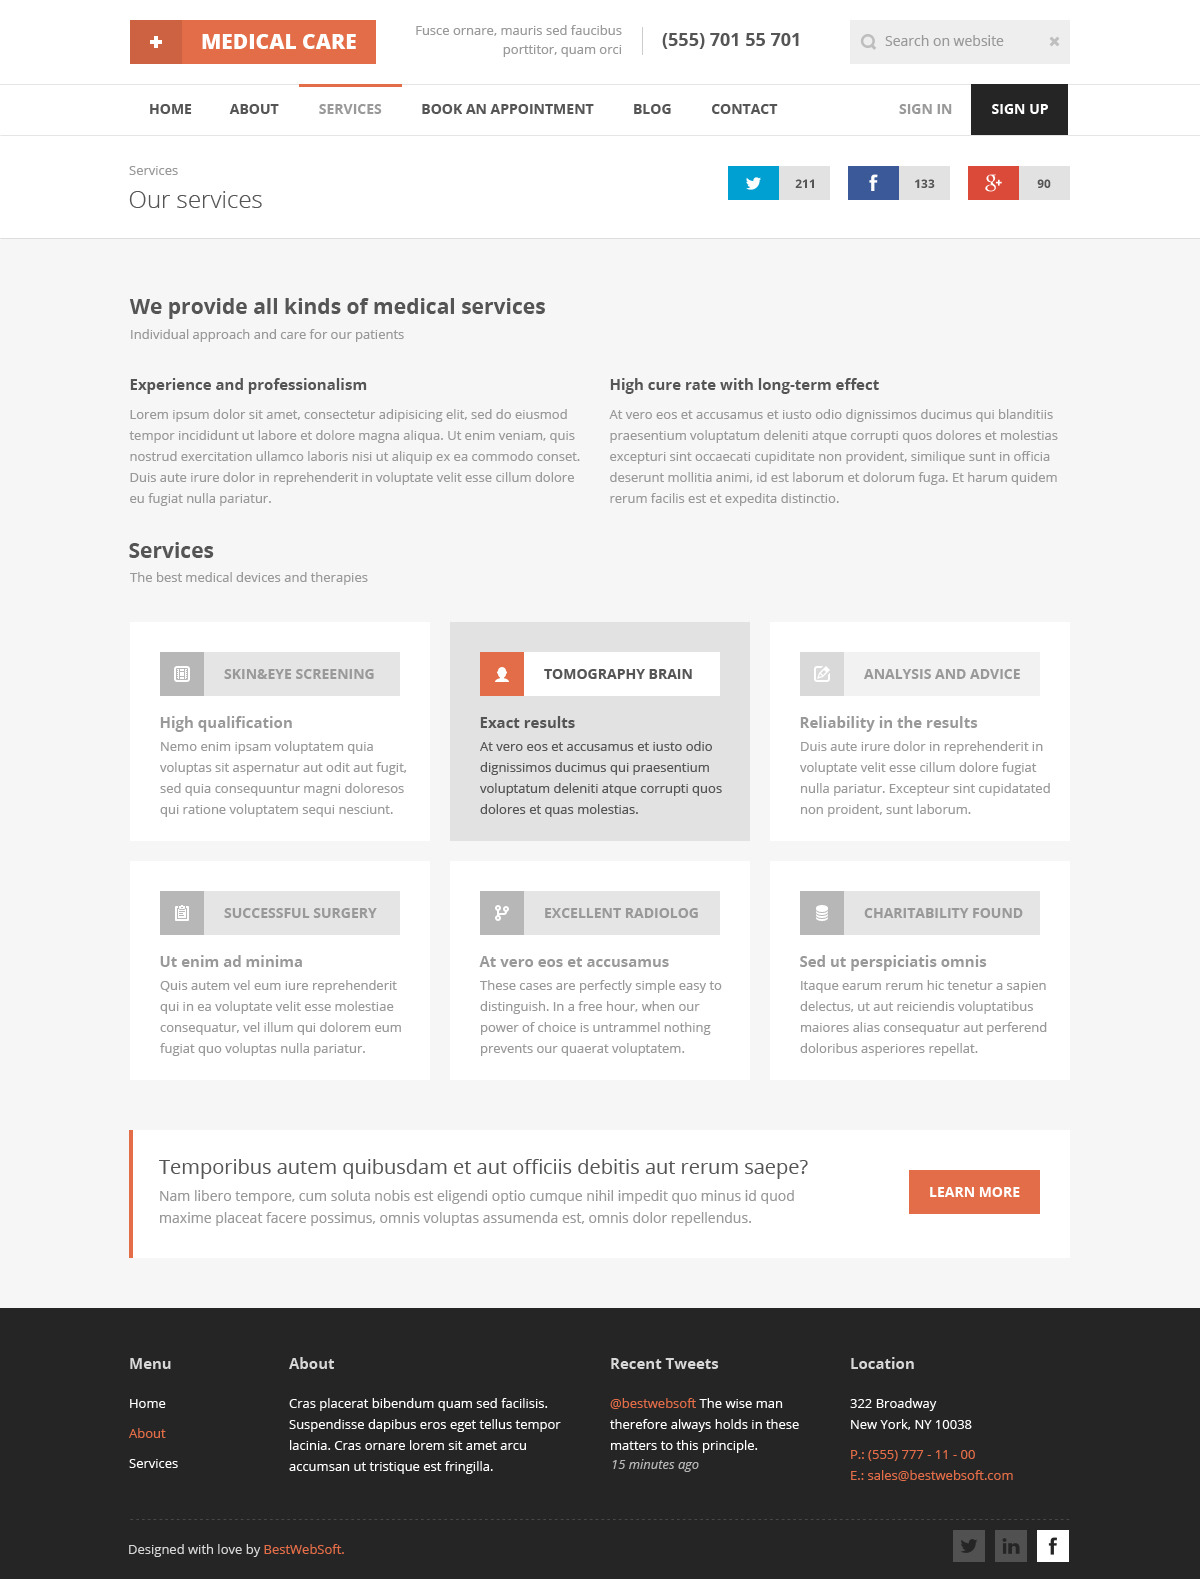 MEDICAL CARE
Fusce ornare, mauris sed faucibus
porttitor, quam orci
(555) 701 55 701
Search on website
HOME ABOUT SERVICES BOOK AN APPOINTMENT BLOG CONTACT SIGN IN SIGN UP
Services
Our services
211 133 90
We provide all kinds of medical services
Individual approach and care for our patients
Experience and professionalism
Lorem ipsum dolor sit amet, consectetur adipisicing elit, sed do eiusmod
tempor incididunt ut labore et dolore magna aliqua. Ut enim veniam, quis
nostrud exercitation ullamco laboris nisi ut aliquip ex ea commodo conset.
Duis aute irure dolor in reprehenderit in voluptate velit esse cillum dolore
eu fugiat nulla pariatur.
High cure rate with long-term effect
At vero eos et accusamus et iusto odio dignissimos ducimus qui blanditiis
praesentium voluptatum deleniti atque corrupti quos dolores et molestias
excepturi sint occaecati cupiditate non provident, similique sunt in officia
deserunt mollitia animi, id est laborum et dolorum fuga. Et harum quidem
rerum facilis est et expedita distinctio.
Services
The best medical devices and therapies
SKIN&EYE SCREENING
High qualification
Nemo enim ipsam voluptatem quia
voluptas sit aspernatur aut odit aut fugit,
sed quia consequuntur magni doloresos
qui ratione voluptatem sequi nesciunt.
TOMOGRAPHY BRAIN
Exact results
At vero eos et accusamus et iusto odio
dignissimos ducimus qui praesentium
voluptatum deleniti atque corrupti quos
dolores et quas molestias.
ANALYSIS AND ADVICE
Reliability in the results
Duis aute irure dolor in reprehenderit in
voluptate velit esse cillum dolore fugiat
nulla pariatur. Excepteur sint cupidatated
non proident, sunt laborum.
SUCCESSFUL SURGERY
Ut enim ad minima
Quis autem vel eum iure reprehenderit
qui in ea voluptate velit esse molestiae
consequatur, vel illum qui dolorem eum
fugiat quo voluptas nulla pariatur.
EXCELLENT RADIOLOG
At vero eos et accusamus
These cases are perfectly simple easy to
distinguish. In a free hour, when our
power of choice is untrammel nothing
prevents our quaerat voluptatem.
CHARITABILITY FOUND
Sed ut perspiciatis omnis
Itaque earum rerum hic tenetur a sapien
delectus, ut aut reiciendis voluptatibus
maiores alias consequatur aut perferend
doloribus asperiores repellat.
Temporibus autem quibusdam et aut officiis debitis aut rerum saepe?
Nam libero tempore, cum soluta nobis est eligendi optio cumque nihil impedit quo minus id quod
maxime placeat facere possimus, omnis voluptas assumenda est, omnis dolor repellendus.
LEARN MORE
Menu
Home
About
Services
About
Cras placerat bibendum quam sed facilisis.
Suspendisse dapibus eros eget tellus tempor
lacinia. Cras ornare lorem sit amet arcu
accumsan ut tristique est fringilla.
Recent Tweets
@bestwebsoft The wise man
therefore always holds in these
matters to this principle.
15 minutes ago
Location
322 Broadway
New York, NY 10038
P.: (555) 777 - 11 - 00
E.: sales@bestwebsoft.com
Designed with love by BestWebSoft.